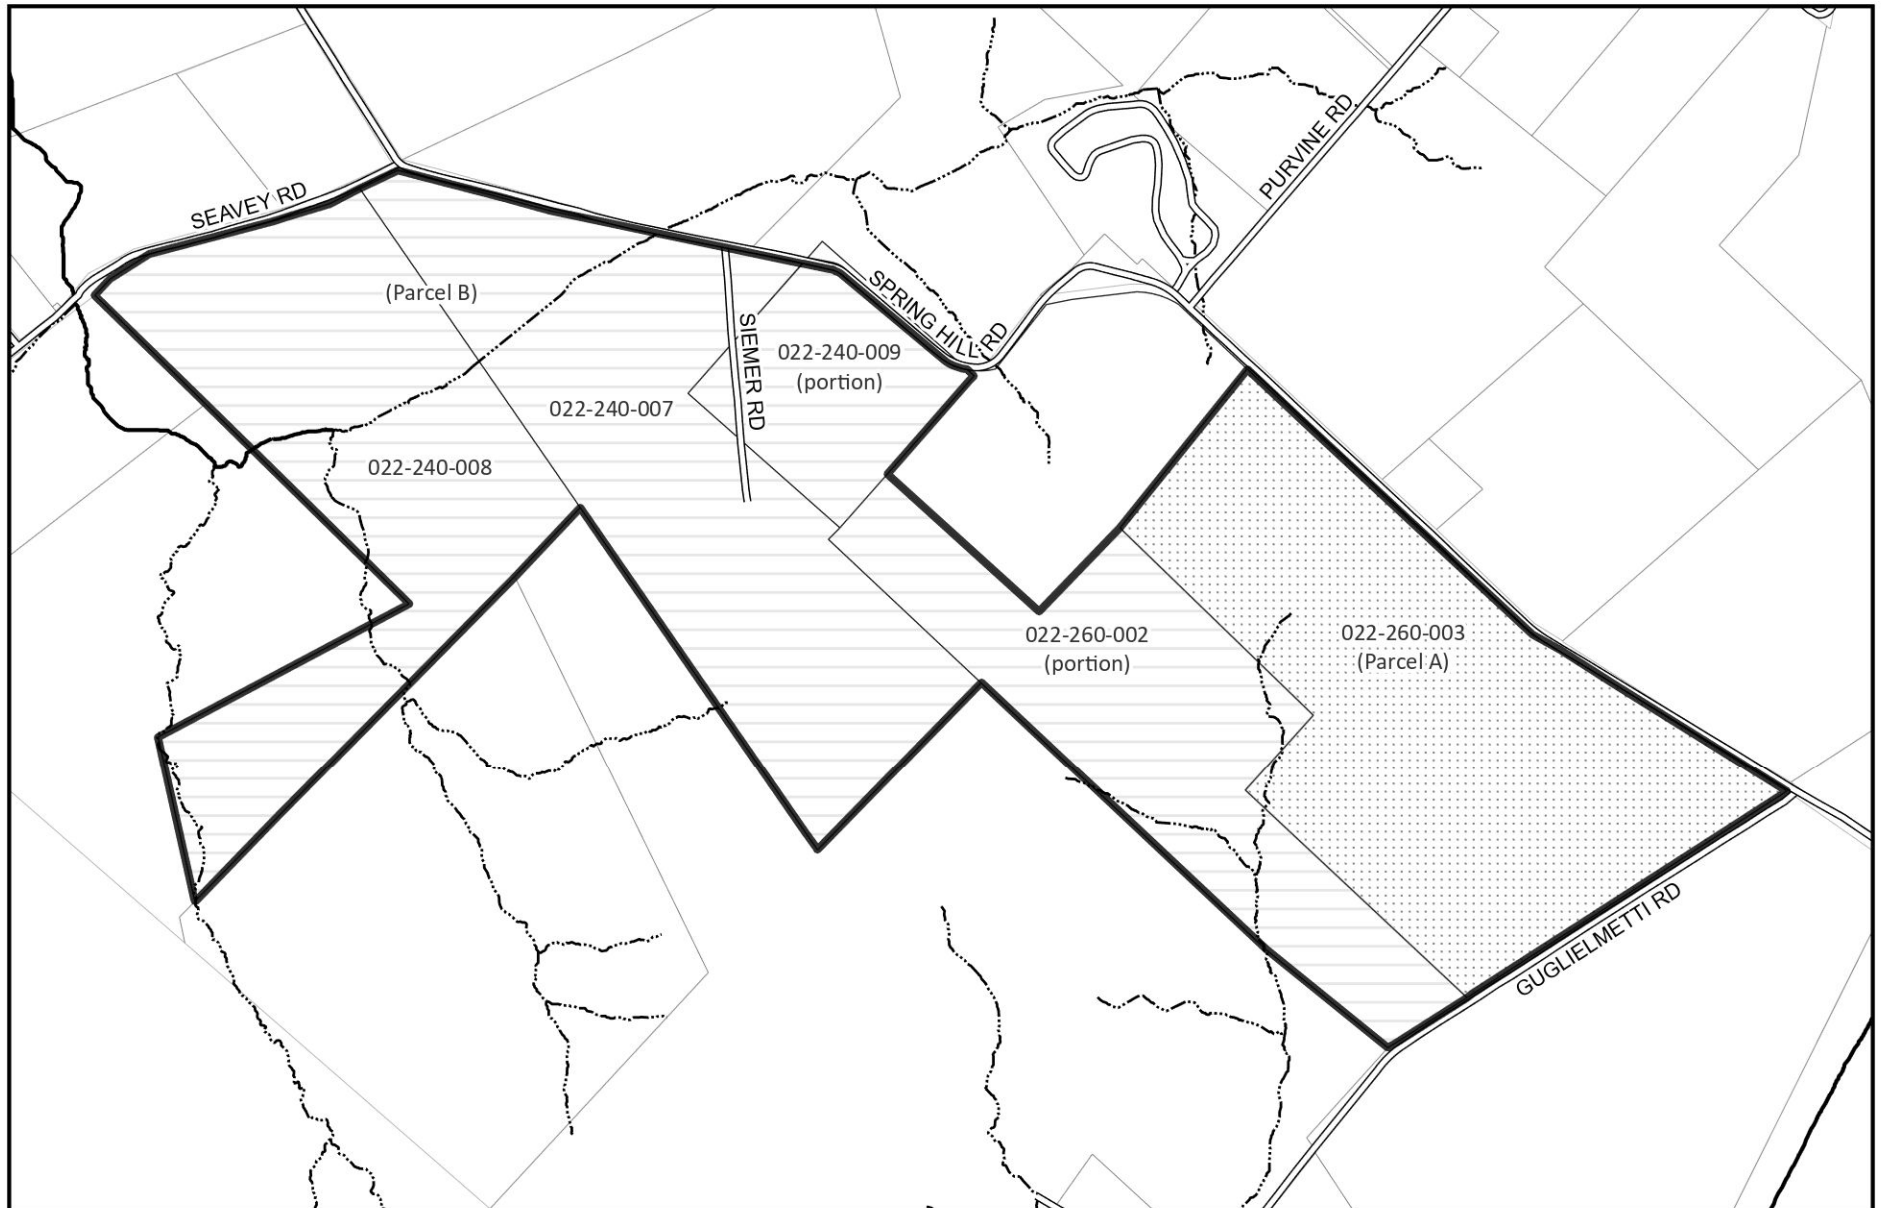 PURVINE RD
SEAVEY RD
(Parcel B)
SPRING HILL RD
SIEMER RD
022-240-009
(portion)
022-240-007
022-240-008
022-260-002
(portion)
022-260-003
(Parcel A)
GUGLIELMETTI RD